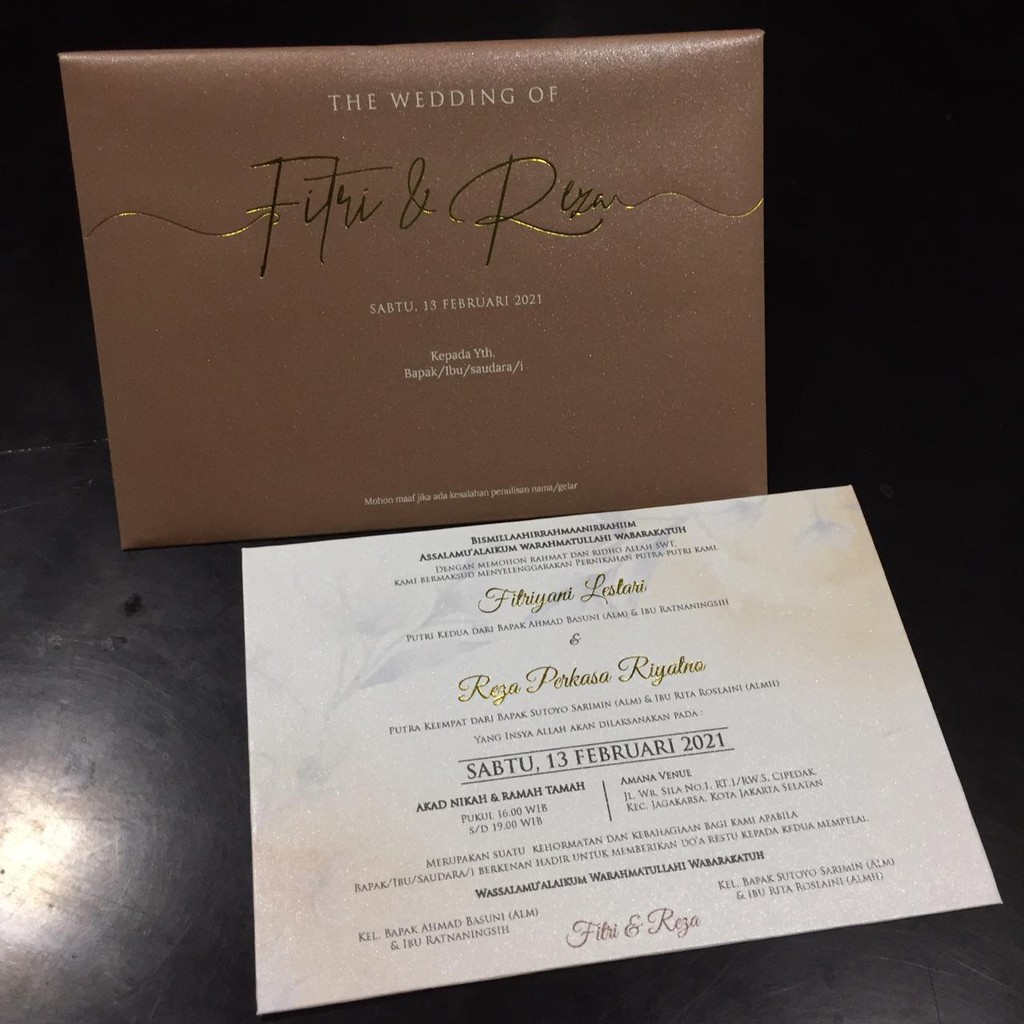 THE WEDDING OF
Fitri & Reza
SABTU, 13 FEBRUARI 2021
Kepada Yth.
Bapak/Ibu/saudara/i
Mohon maaf jika ada kesalahan penulisan nama/gelar
BISMILLAAHIRRAHMAANIRRAHIIM
ASSALAMU'ALAIKUM WARAHMATULLAHI WABARAKATUH
DENGAN MEMOHON RAHMAT DAN RIDHO ALLAH SWT.
KAMI BERMAKSUD MENYELENGGARAKAN PERNIKAHAN PUTRA-PUTRI KAMI.
Fitriyani Lestari
PUTRI KEDUA DARI BAPAK AHMAD BASUNI (ALM) & IBU RATNANINGSIH
&
Reza Perkasa Riyatno
PUTRA KEEMPAT DARI BAPAK SUTOYO SARIMIN (ALM) & IBU RITA ROSLAINI (ALMH)
YANG INSYA ALLAH AKAN DILAKSANAKAN PADA :
SABTU, 13 FEBRUARI 2021
AKAD NIKAH & RAMAH TAMAH
PUKUL 16.00 WIB
S/D 19.00 WIB
AMANA VENUE
JL. WR. SILA NO.1, RT.1/RW.5, CIPEDAK,
KEC. JAGAKARSA, KOTA JAKARTA SELATAN
MERUPAKAN SUATU KEHORMATAN DAN KEBAHAGIAAN BAGI KAMI APABILA
BAPAK/IBU/SAUDARA/I BERKENAN HADIR UNTUK MEMBERIKAN DO'A RESTU KEPADA KEDUA MEMPELAI.
WASSALAMU'ALAIKUM WARAHMATULLAHI WABARAKATUH
KEL. BAPAK AHMAD BASUNI (ALM)
& IBU RATNANINGSIH
KEL. BAPAK SUTOYO SARIMIN (ALM)
& IBU RITA ROSLAINI (ALMH)
Fitri & Reza